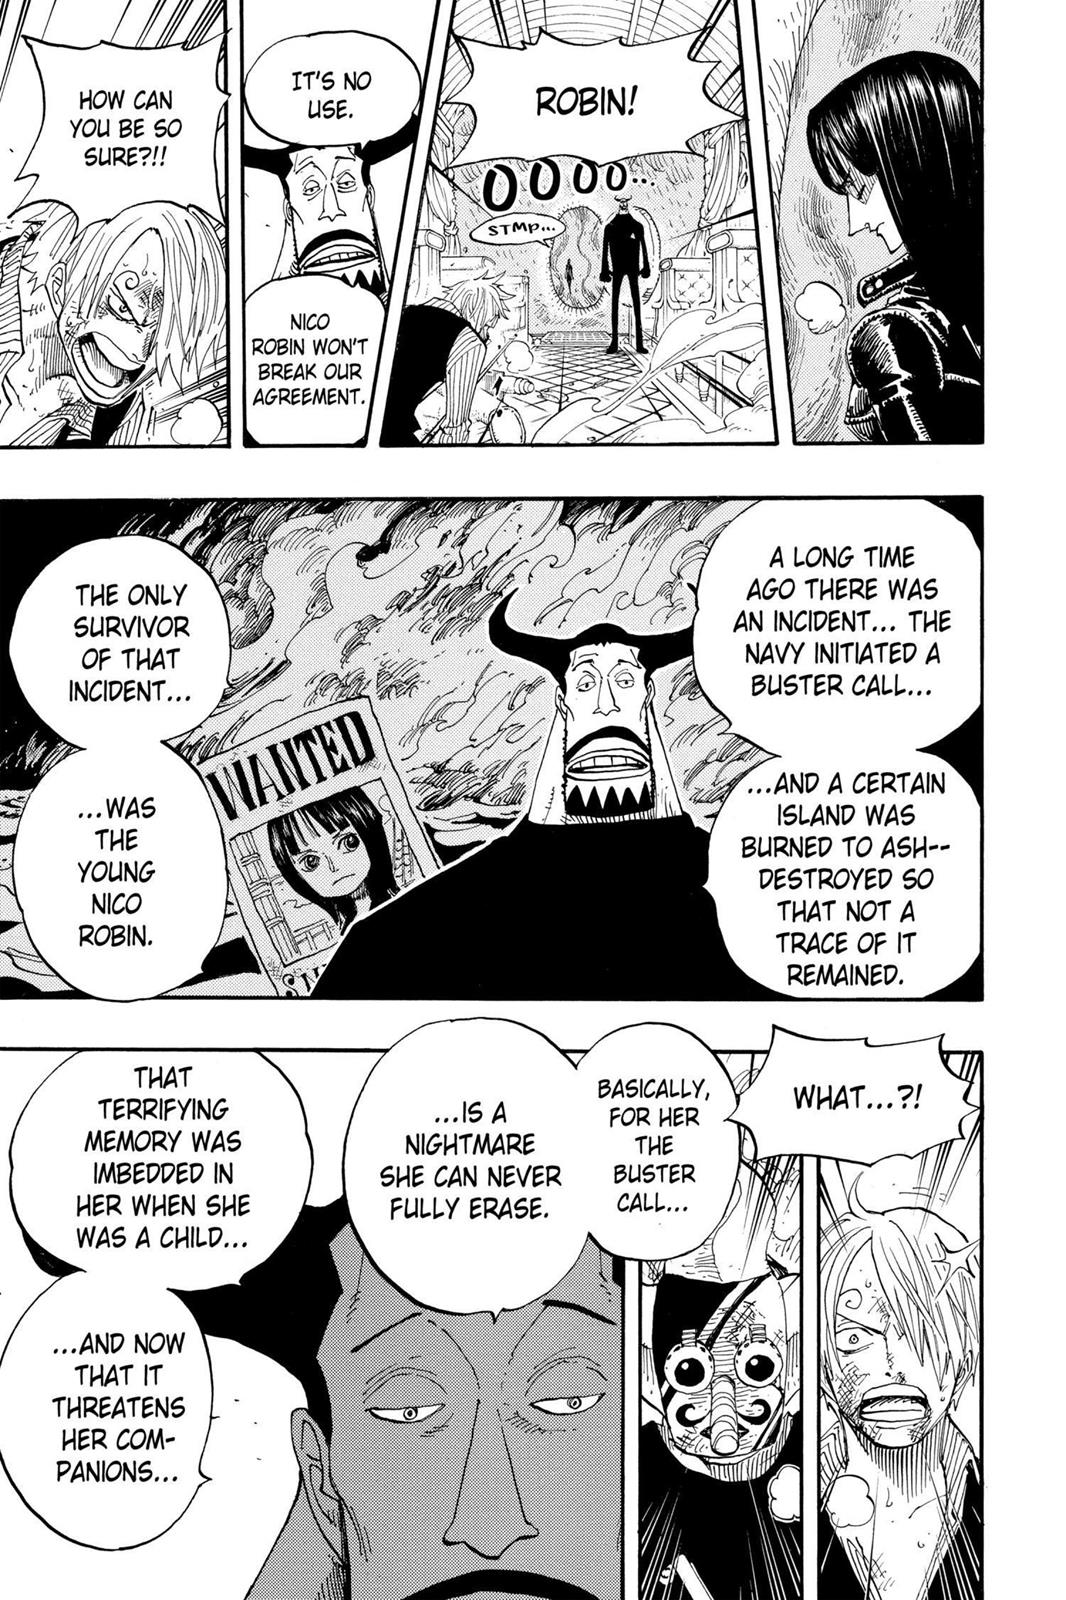 ROBIN!
OOOO...
STMP...
IT'S NO
USE.
NICO
ROBIN WON'T
BREAK OUR
AGREEMENT.
HOW CAN
YOU BE SO
SURE?!!
A LONG TIME
AGO THERE WAS
AN INCIDENT... THE
NAVY INITIATED A
BUSTER CALL...
...AND A CERTAIN
ISLAND WAS
BURNED TO ASH--
DESTROYED SO
THAT NOT A
TRACE OF IT
REMAINED.
THE ONLY
SURVIVOR
OF THAT
INCIDENT...
WANTED
...WAS
THE
YOUNG
NICO
ROBIN.
WHAT...?!
BASICALLY,
FOR HER
THE
BUSTER
CALL...
...IS A
NIGHTMARE
SHE CAN NEVER
FULLY ERASE.
THAT
TERRIFYING
MEMORY WAS
IMBEDDED IN
HER WHEN SHE
WAS A CHILD...
...AND NOW
THAT IT
THREATENS
HER COM-
PANIONS...